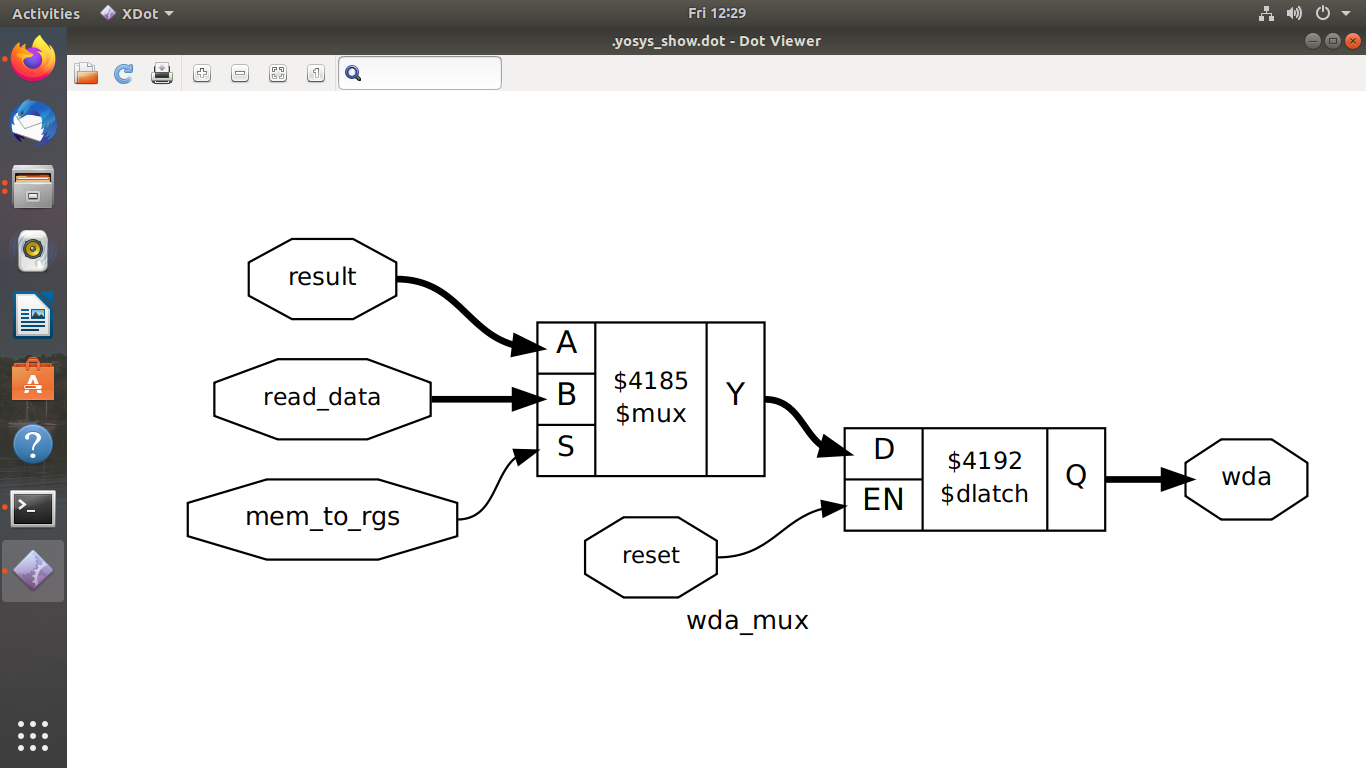 Activities
XDot
Fri 12:29
.yosys_show.dot - Dot Viewer
1
result
read_data
mem_to_rgs
A
B
S
$4185
$mux
Y
reset
D
EN
$4192
$dlatch
Q
wda
wda_mux